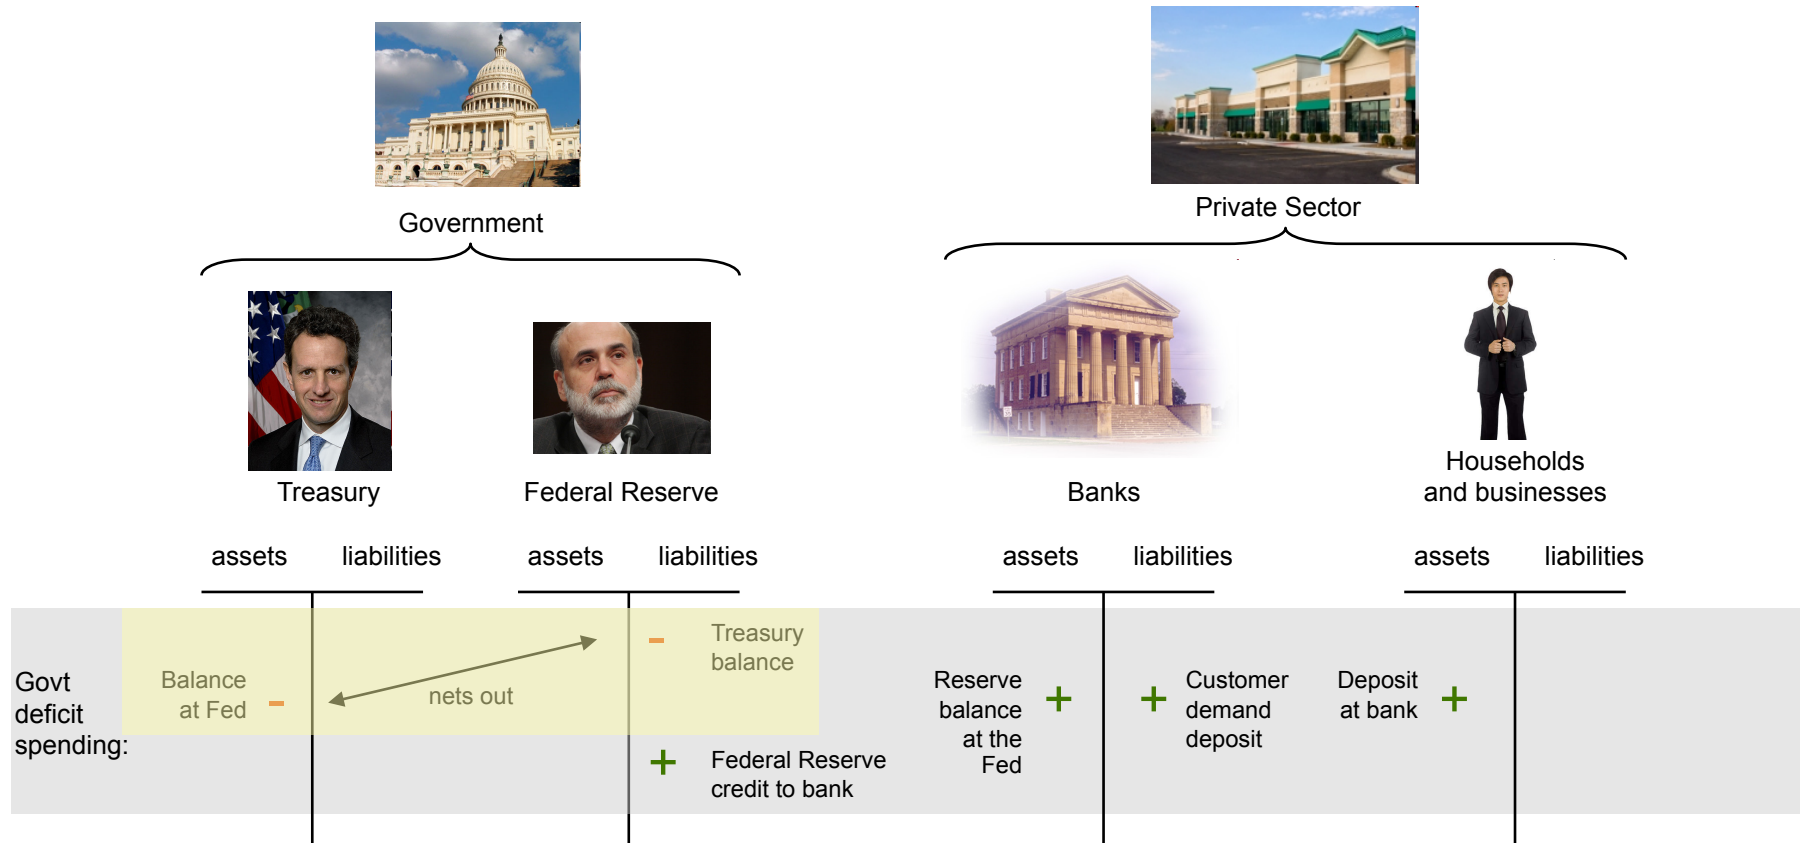 Government
Private Sector
Treasury
Federal Reserve
Banks
Households
and businesses
assets
liabilities
assets
liabilities
assets
liabilities
assets
liabilities
Govt
deficit
spending:
Balance
at Fed
-
nets out
-
Treasury
balance
+
Federal Reserve
credit to bank
Reserve
balance
at the
Fed
+
+
Customer
demand
deposit
Deposit
at bank
+